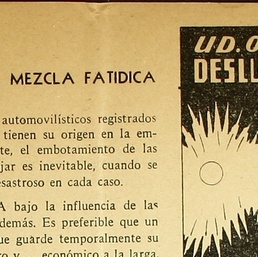 MEZCLA FATIDICA
automovilísticos registrados
tienen su origen en la em-
te, el embotamiento de las
jar es inevitable, cuando se
esastroso en cada caso.
A bajo la influencia de las
demás. Es preferible que un
ue guarde temporalmente su
económico a la larga,
UD. O
DESLU